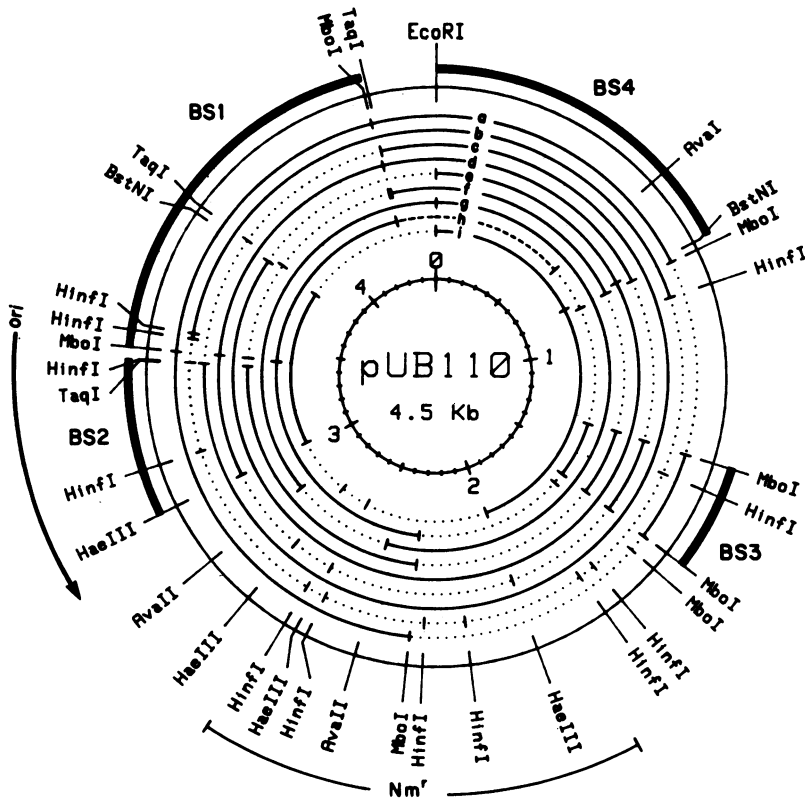 EcoRI
BS4
AvaI
BstNI
MboI
HinfI
MboI
HinfI
BS3
MboI
MboI
HinfI
HinfI
HaeIII
HinfI
HinfI
MboI
AvaII
HinfI
HaeIII
HinfI
HaeIII
AvaII
HaeIII
HinfI
BS2
TaqI
HinfI
MboI
HinfI
HinfI
ori
BstNI
TaqI
BS1
MboI
TaqI
a
b
c
d
e
f
g
h
i
0
1
2
3
4
pUB110
4.5 Kb
Nmʳ